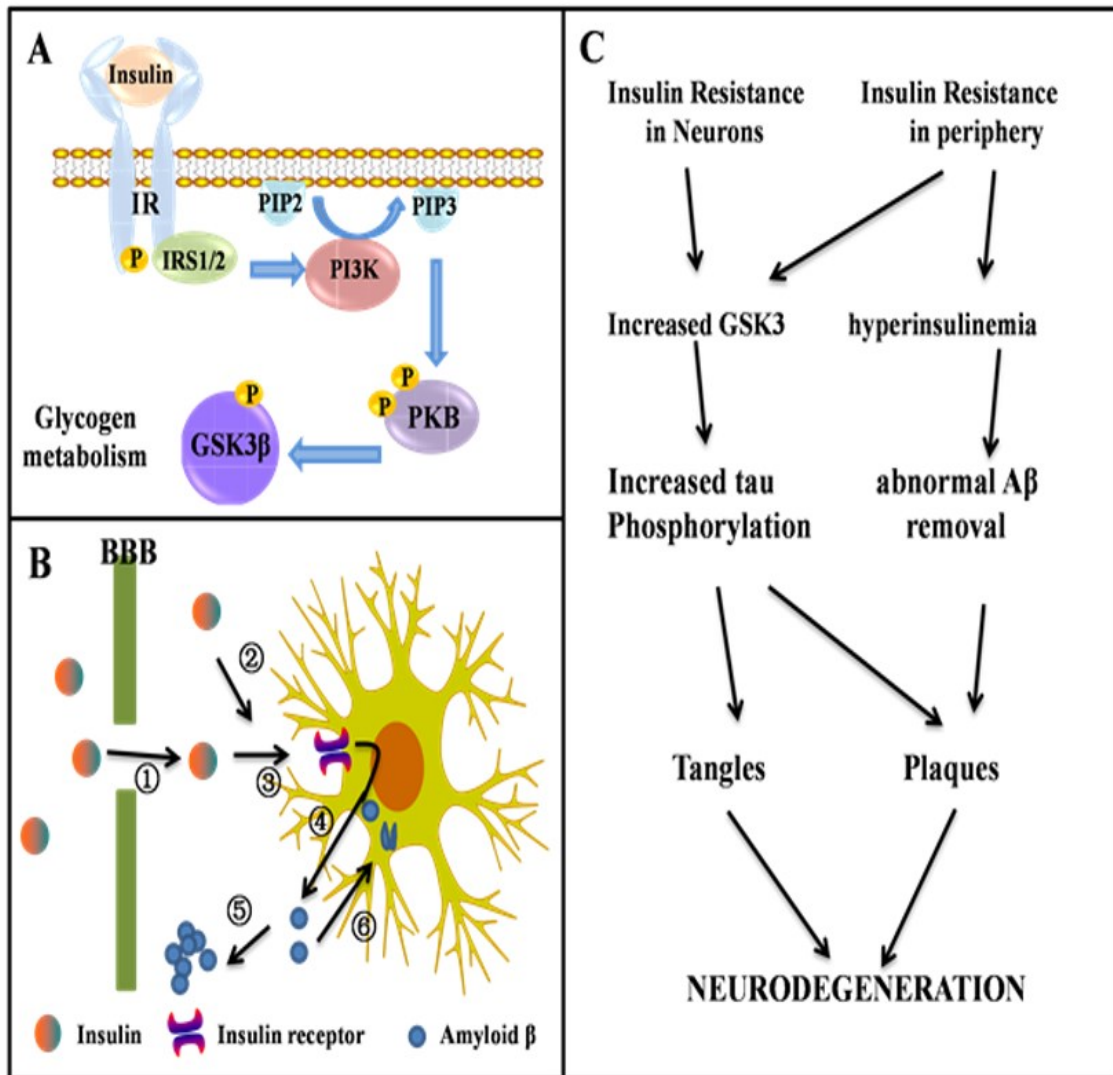 A
Insulin
IR
PIP2
PIP3
P
IRS1/2
PI3K
P
P
PKB
P
GSK3β
Glycogen
metabolism
B
BBB
②
①
③
④
⑤
⑥
Insulin
Insulin receptor
Amyloid β
C
Insulin Resistance
in Neurons
Insulin Resistance
in periphery
Increased GSK3
hyperinsulinemia
Increased tau
Phosphorylation
abnormal Aβ
removal
Tangles
Plaques
NEURODEGENERATION